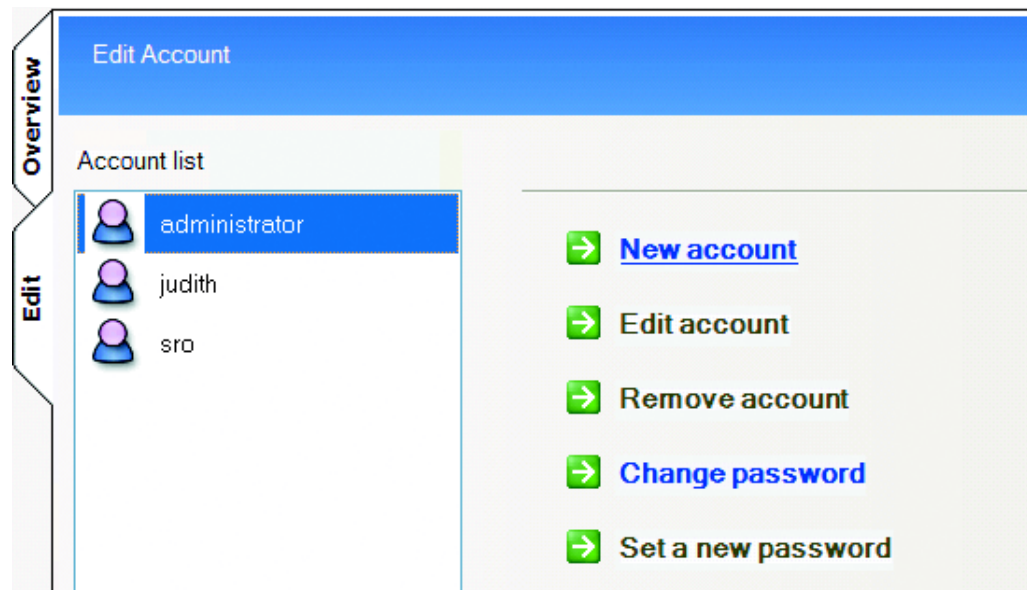 Overview
Edit
Edit Account
Account list
administrator
judith
sro
New account
Edit account
Remove account
Change password
Set a new password